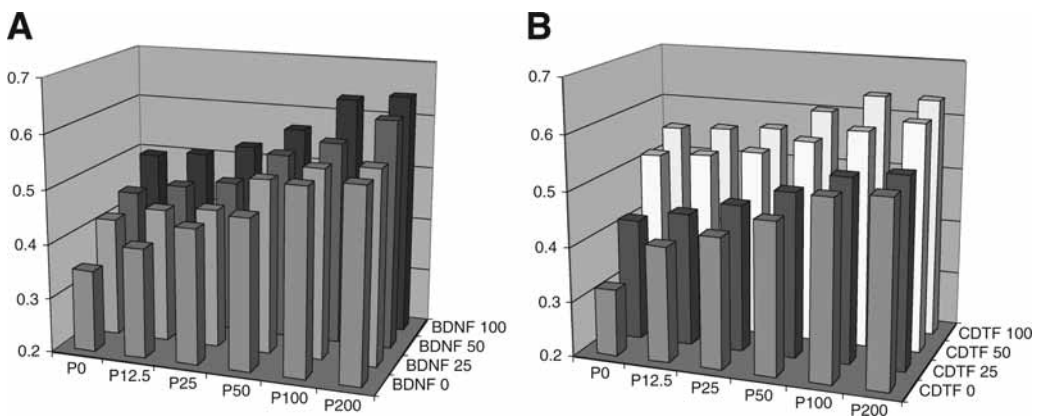 A
0.7
0.6
0.5
0.4
0.3
0.2
P0
P12.5
P25
P50
P100
P200
BDNF 100
BDNF 50
BDNF 25
BDNF 0
B
0.7
0.6
0.5
0.4
0.3
0.2
P0
P12.5
P25
P50
P100
P200
CDTF 100
CDTF 50
CDTF 25
CDTF 0